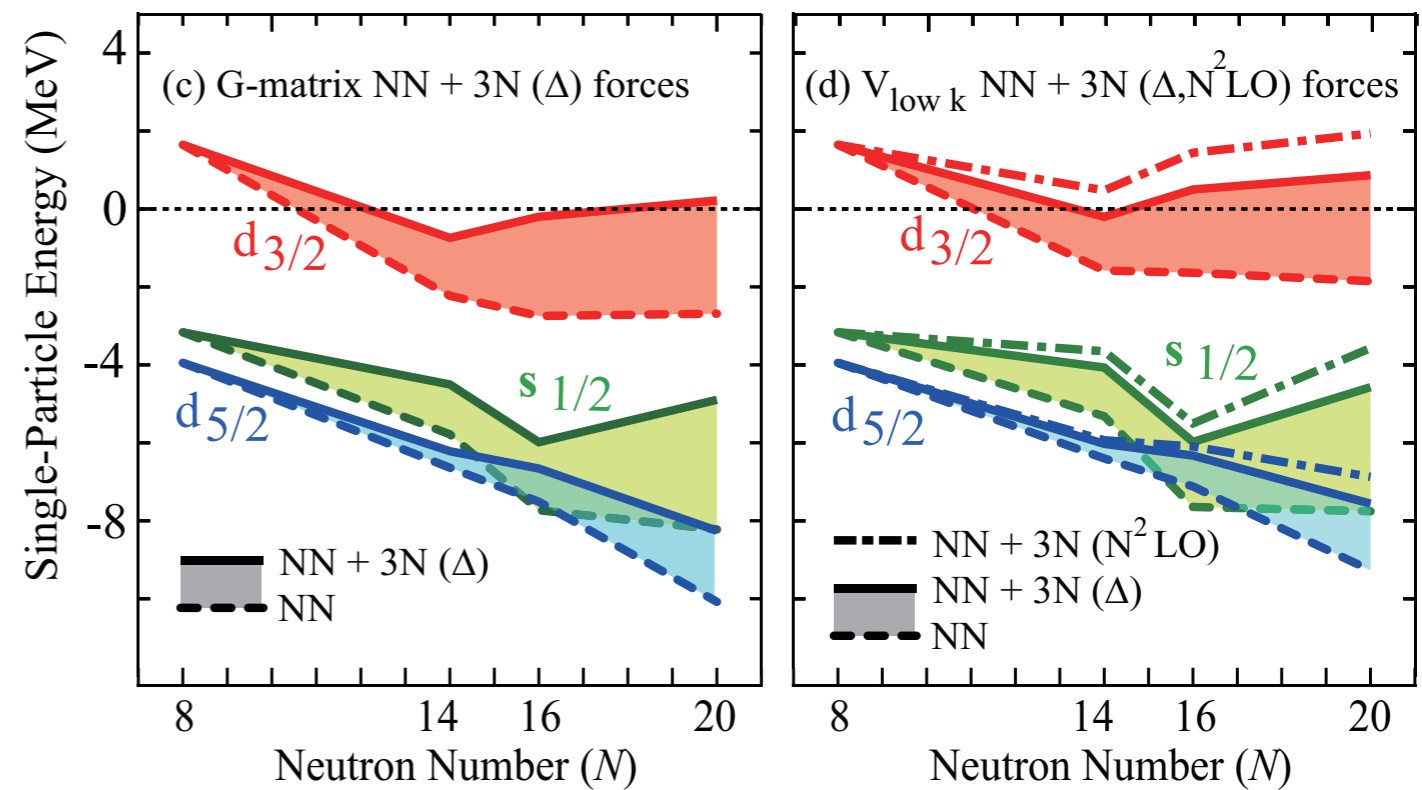 Single-Particle Energy (MeV)
4
0
-4
-8
(c) G-matrix NN + 3N (Δ) forces
d3/2
s 1/2
d5/2
NN + 3N (Δ)
NN
8 14 16 20
Neutron Number (N)
(d) Vlow k NN + 3N (Δ,N²LO) forces
d3/2
s 1/2
d5/2
NN + 3N (N² LO)
NN + 3N (Δ)
NN
8 14 16 20
Neutron Number (N)